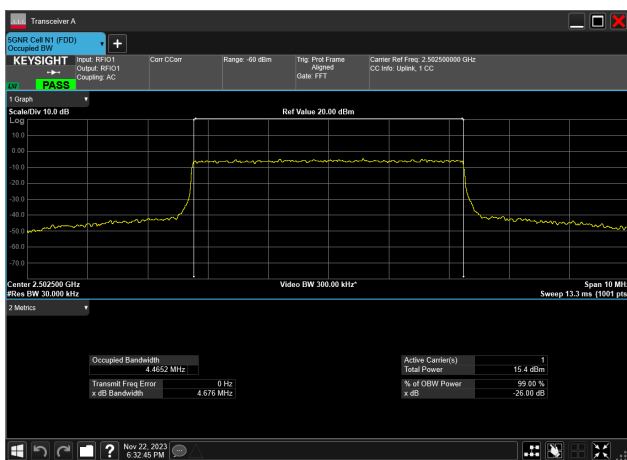 Transceiver A
5GNR Cell N1 (FDD)
Occupied BW
KEYSIGHT
PASS
Input: RFIO1
Output: RFIO1
Coupling: AC
Corr CCorr
Range: -60 dBm
Trig: Prot Frame
Aligned
Gate: FFT
Carrier Ref Freq: 2.502500000 GHz
CC Info: Uplink, 1 CC
1 Graph
Scale/Div 10.0 dB
Ref Value 20.00 dBm
Log
10.0
0.00
-10.0
-20.0
-30.0
-40.0
-50.0
-60.0
-70.0
Center 2.502500 GHz
Video BW 300.00 kHz*
Span 10 MH
#Res BW 30.000 kHz
Sweep 13.3 ms (1001 pts
2 Metrics
Occupied Bandwidth
4.4652 MHz
Active Carrier(s) 1
Total Power 15.4 dBm
Transmit Freq Error 0 Hz
x dB Bandwidth 4.676 MHz
% of OBW Power 99.00 %
x dB -26.00 dB
? Nov 22, 2023
6:32:45 PM